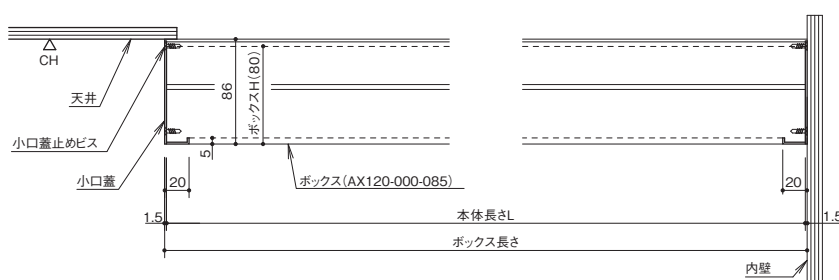 CH
天井
小口蓋止めビス
小口蓋
86
ボックスH(80)
5
ボックス(AX120-000-085)
20
20
1.5
本体長さL
1.5
ボックス長さ
内壁